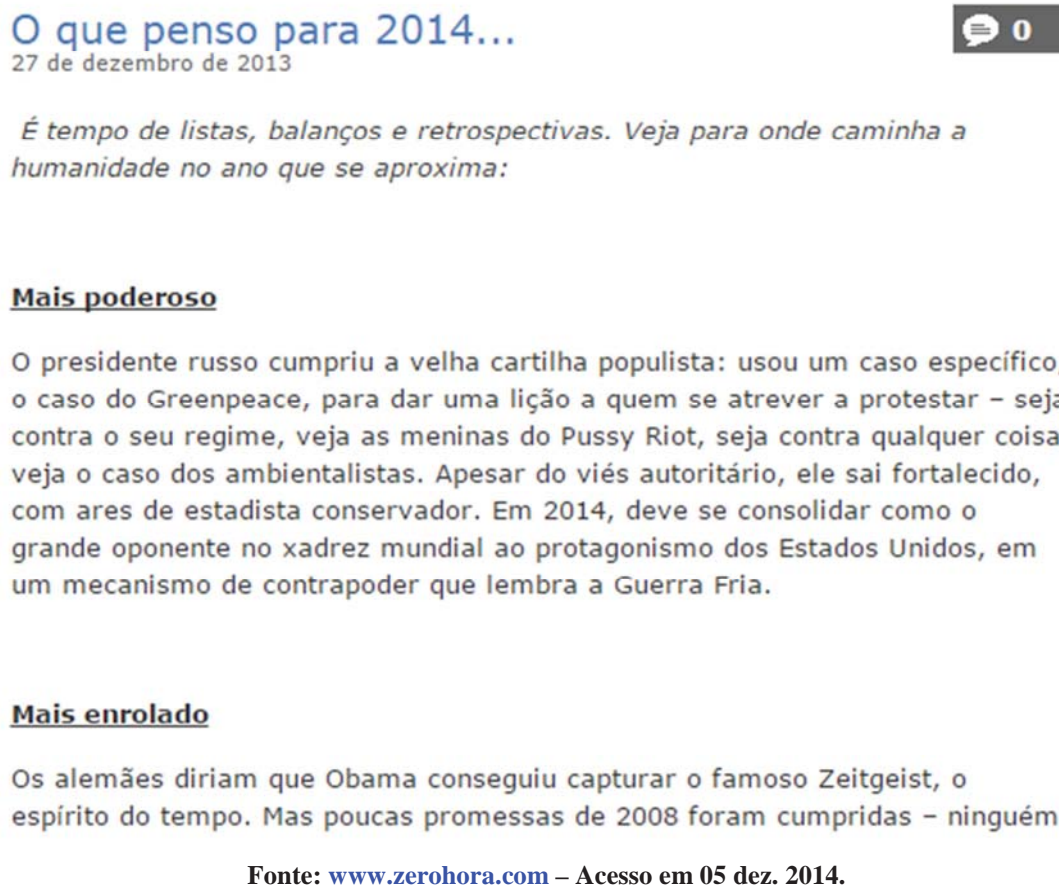 O que penso para 2014...
0
27 de dezembro de 2013
É tempo de listas, balanços e retrospectivas. Veja para onde caminha a
humanidade no ano que se aproxima:
Mais poderoso
O presidente russo cumpriu a velha cartilha populista: usou um caso específico,
o caso do Greenpeace, para dar uma lição a quem se atrever a protestar – seja
contra o seu regime, veja as meninas do Pussy Riot, seja contra qualquer coisa
veja o caso dos ambientalistas. Apesar do viés autoritário, ele sai fortalecido,
com ares de estadista conservador. Em 2014, deve se consolidar como o
grande oponente no xadrez mundial ao protagonismo dos Estados Unidos, em
um mecanismo de contrapoder que lembra a Guerra Fria.
Mais enrolado
Os alemães diriam que Obama conseguiu capturar o famoso Zeitgeist, o
espírito do tempo. Mas poucas promessas de 2008 foram cumpridas – ninguém
Fonte: www.zerohora.com – Acesso em 05 dez. 2014.